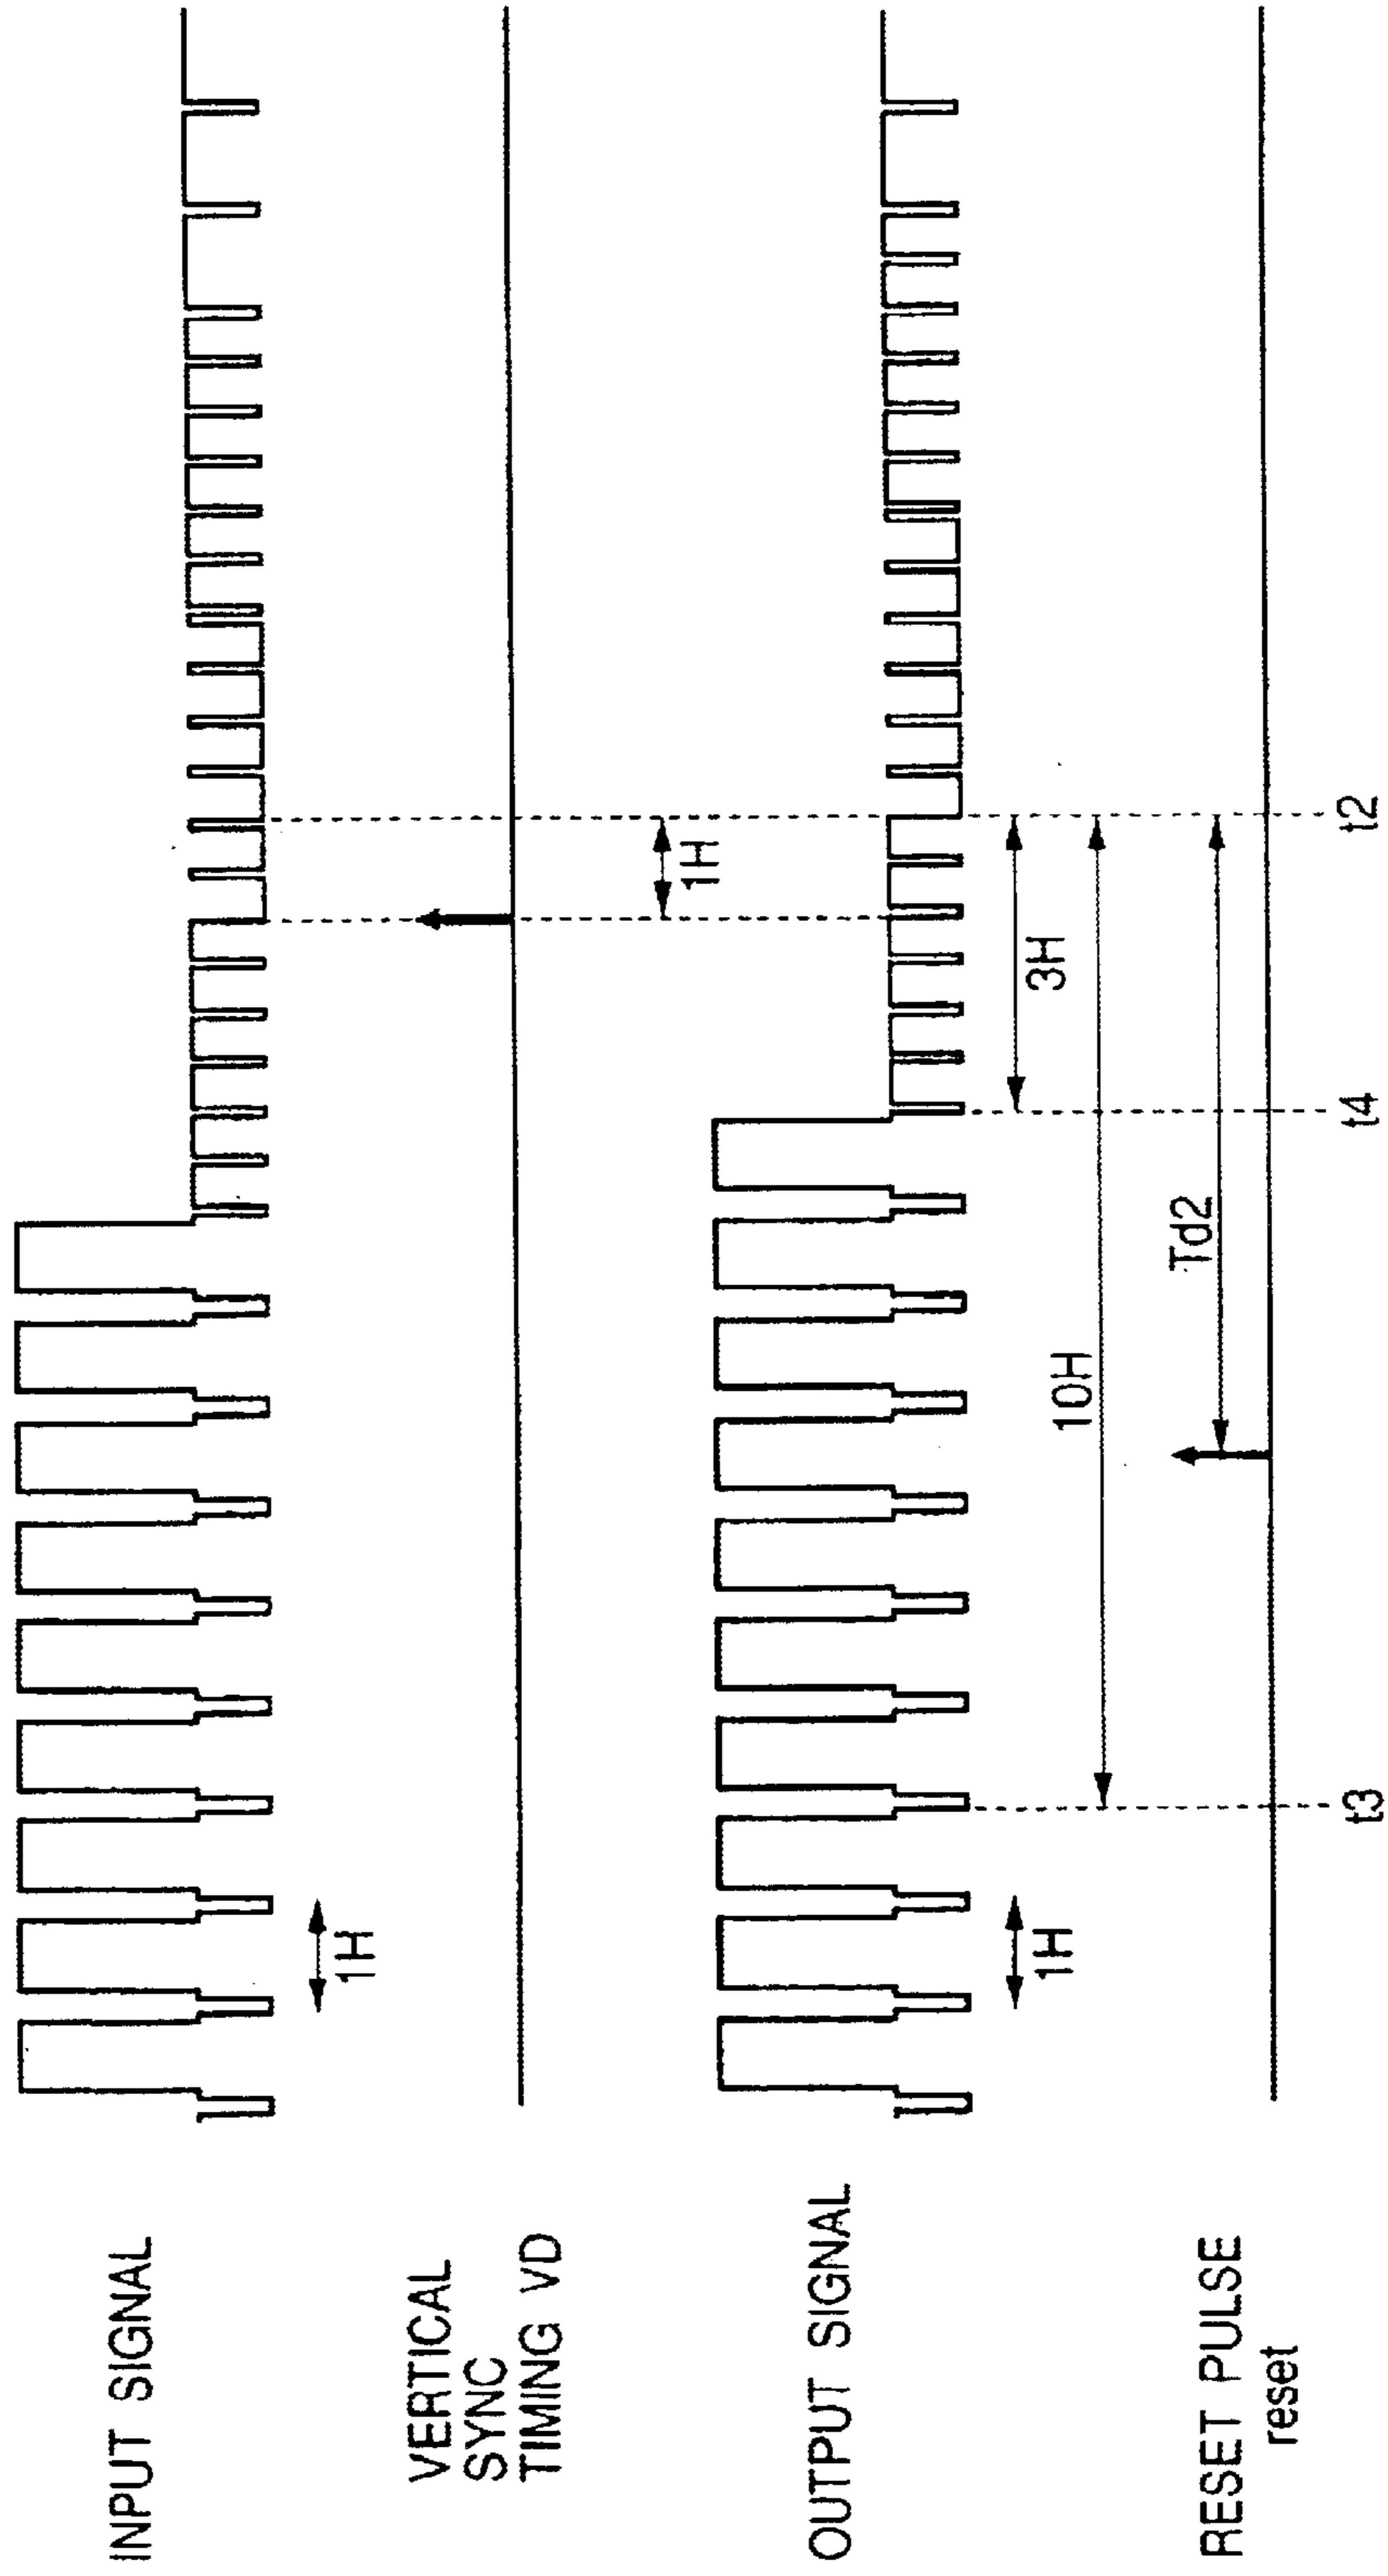 INPUT SIGNAL
1H
VERTICAL
SYNC
TIMING VD
1H
OUTPUT SIGNAL
1H
3H
10H
Td2
RESET PULSE
reset
t3
t4
t2